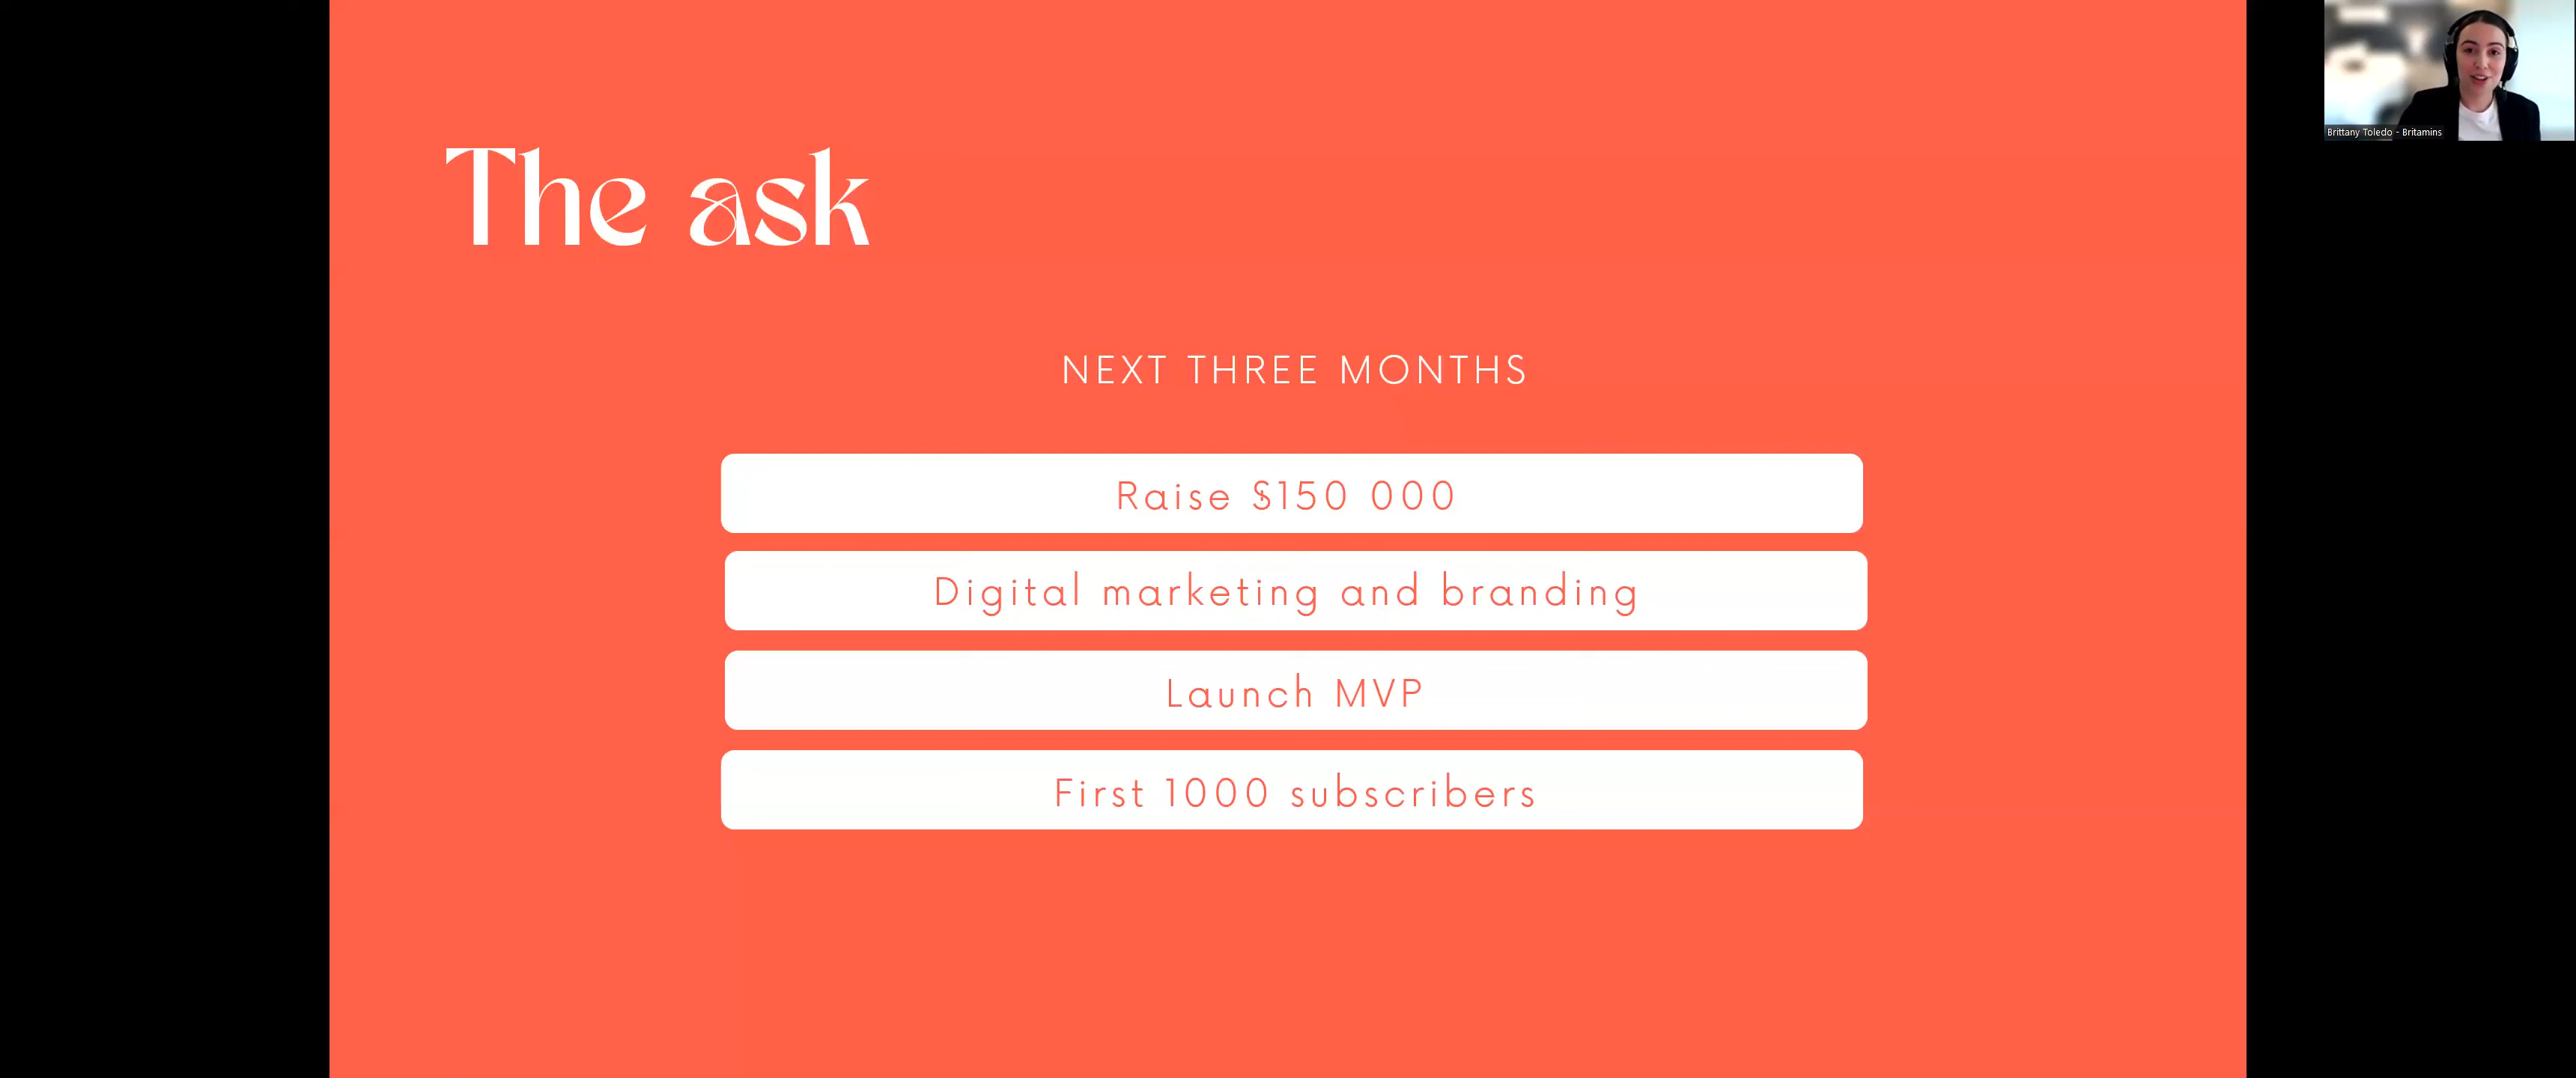 The ask
NEXT THREE MONTHS
Raise $150 000
Digital marketing and branding
Launch MVP
First 1000 subscribers
Brittany Toledo - Britamins